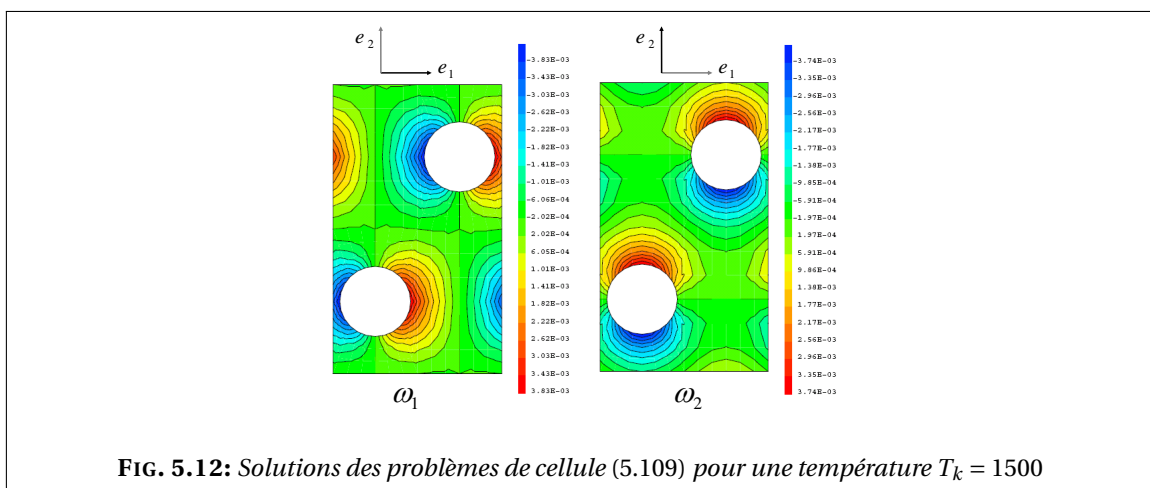 e₂
e₁
-3.83E-03
-3.43E-03
-3.03E-03
-2.62E-03
-2.22E-03
-1.82E-03
-1.41E-03
-1.01E-03
-6.05E-04
-2.02E-04
2.02E-04
6.05E-04
1.01E-03
1.41E-03
1.82E-03
2.22E-03
2.62E-03
3.03E-03
3.43E-03
3.83E-03
ω₁
e₂
e₁
-3.74E-03
-3.35E-03
-2.96E-03
-2.56E-03
-2.17E-03
-1.77E-03
-1.38E-03
-9.85E-04
-5.91E-04
-1.97E-04
1.97E-04
5.91E-04
9.86E-04
1.38E-03
1.77E-03
2.17E-03
2.56E-03
2.96E-03
3.35E-03
3.74E-03
ω₂
FIG. 5.12: Solutions des problèmes de cellule (5.109) pour une température Tₖ = 1500